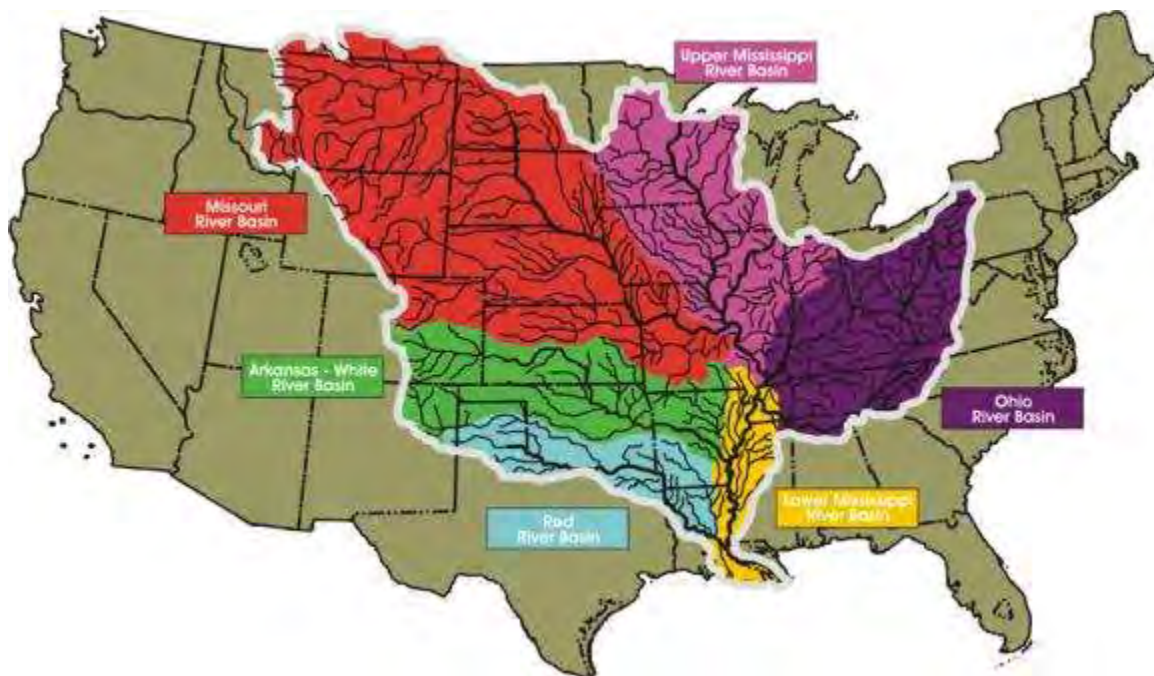 Upper Mississippi
River Basin
Missouri
River Basin
Arkansas - White
River Basin
Ohio
River Basin
Lower Mississippi
River Basin
Red
River Basin